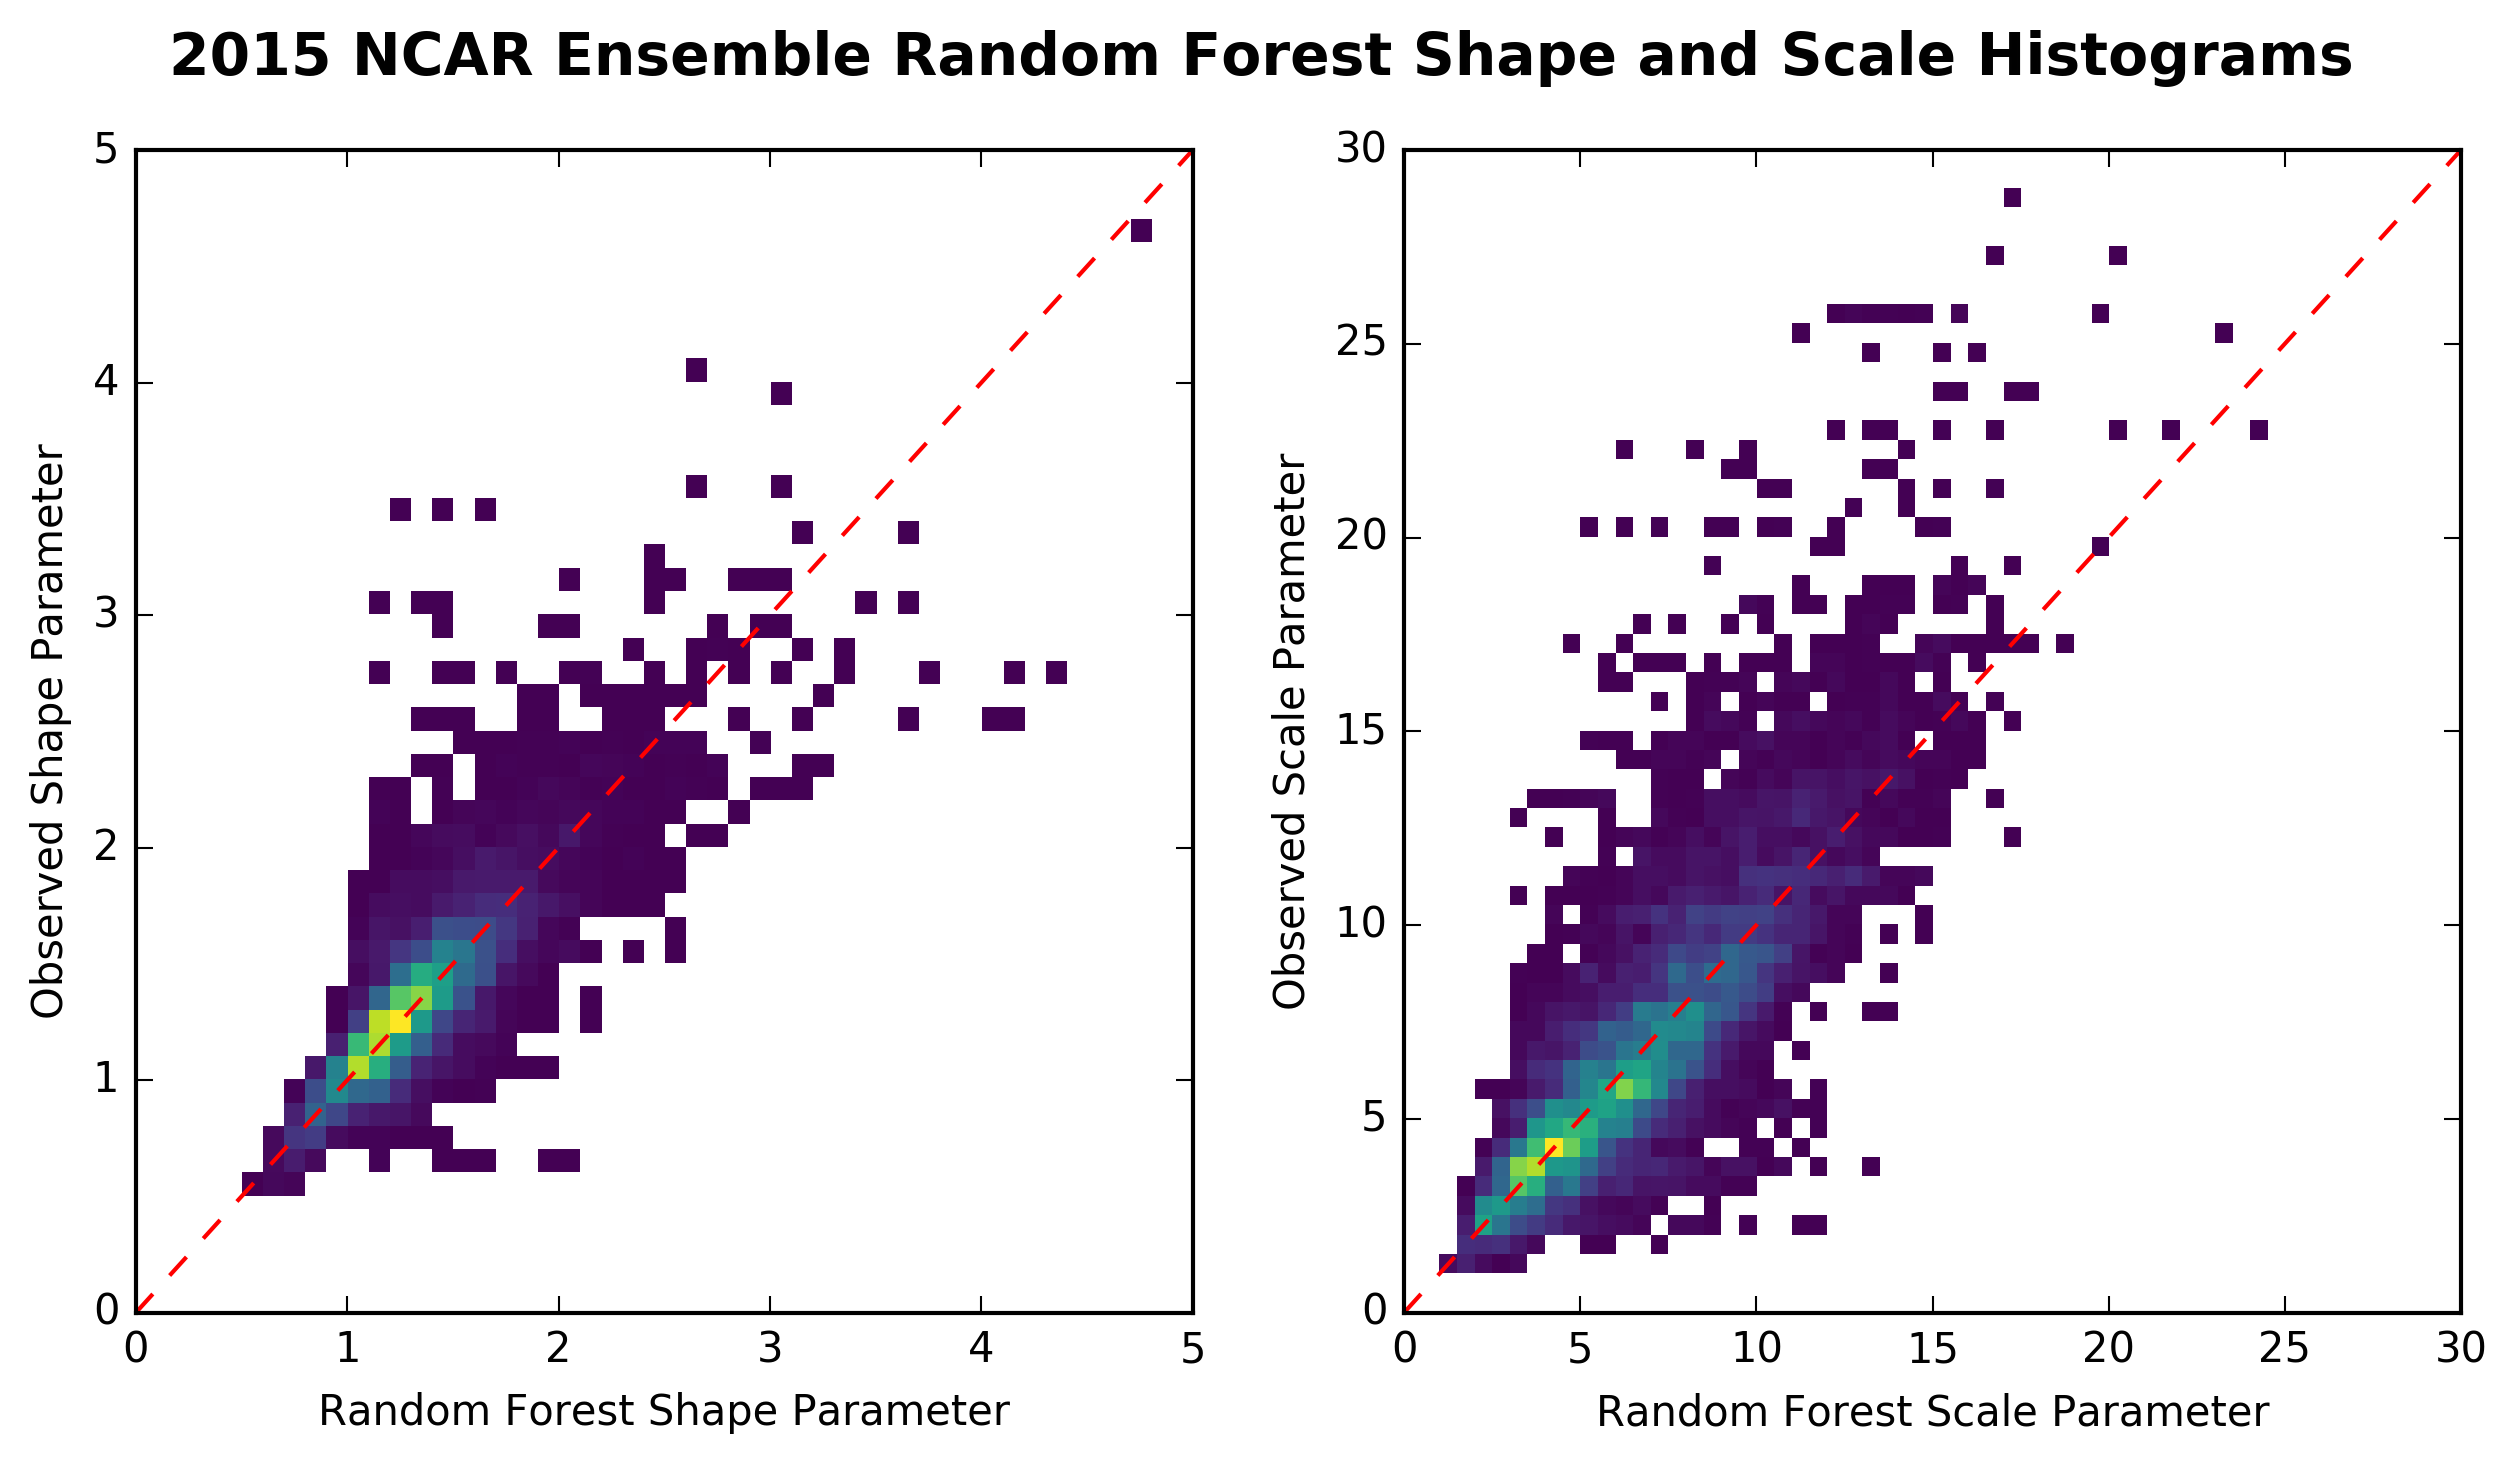 2015 NCAR Ensemble Random Forest Shape and Scale Histograms
5
4
3
2
1
0
Observed Shape Parameter
0 1 2 3 4 5
Random Forest Shape Parameter
30
25
20
15
10
5
0
Observed Scale Parameter
0 5 10 15 20 25 30
Random Forest Scale Parameter